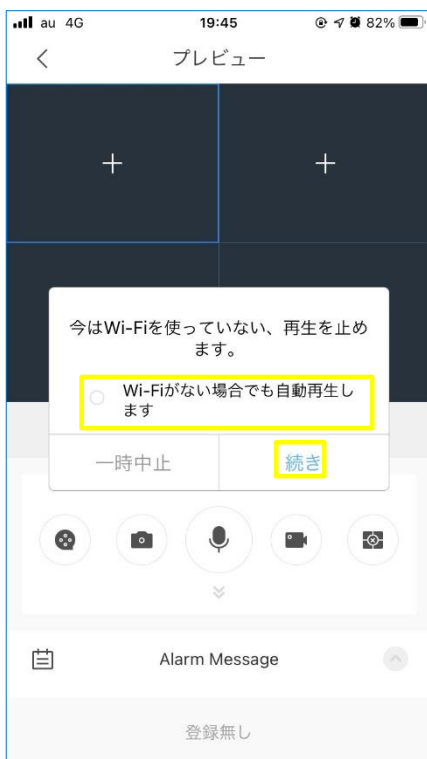 au 4G 19:45 82%
プレビュー
今はWi-Fiを使っていない、再生を止め
ます。
Wi-Fiがない場合でも自動再生し
ます
一時中止 続き
Alarm Message
登録無し